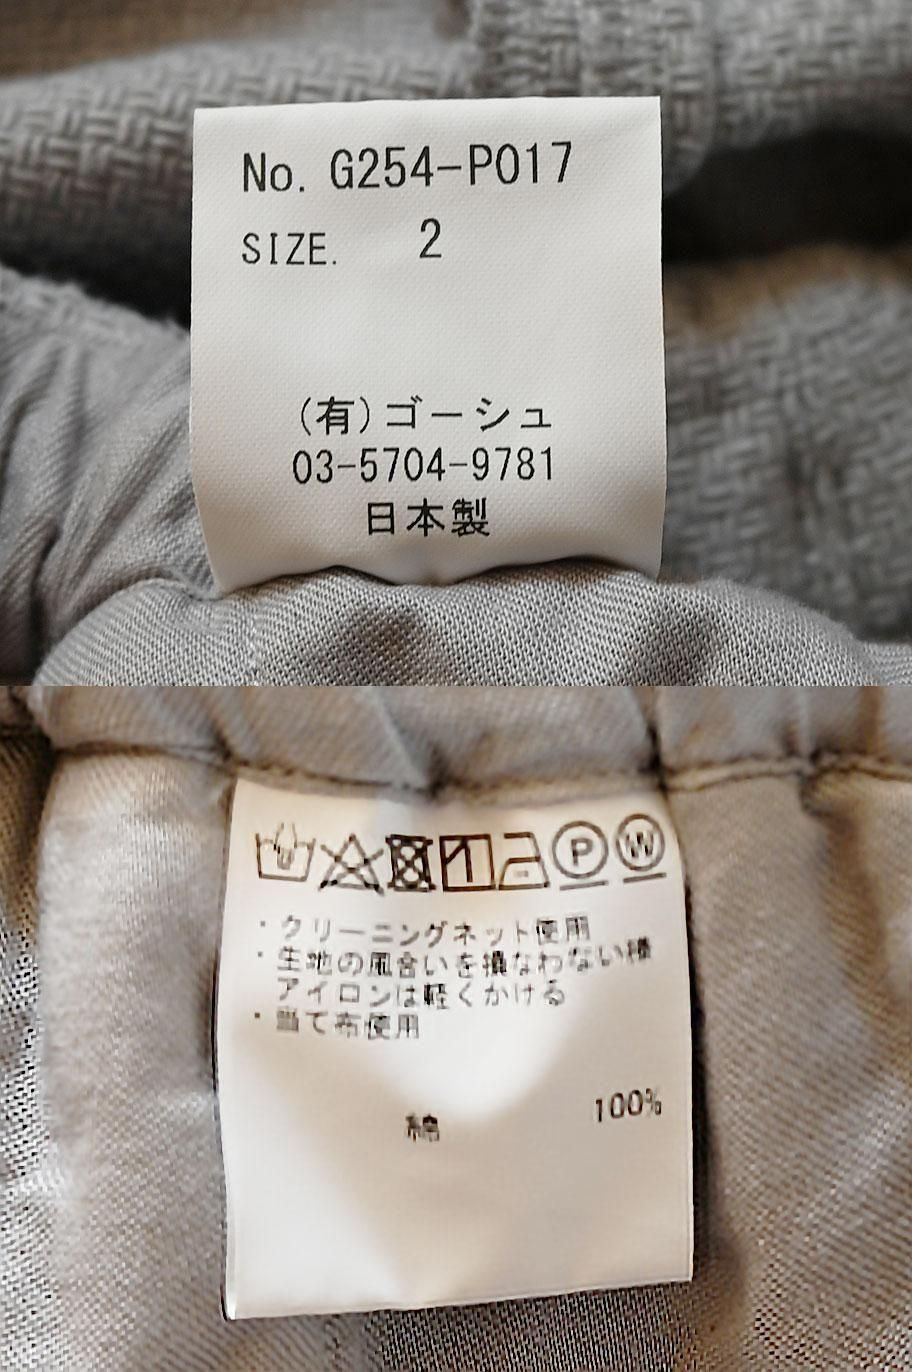 No. G254-P017
SIZE. 2
(有)ゴーシュ
03-5704-9781
日本製
P W
・クリーニングネット使用
・生地の風合いを損なわない様
アイロンは軽くかける
・当て布使用
綿 100%